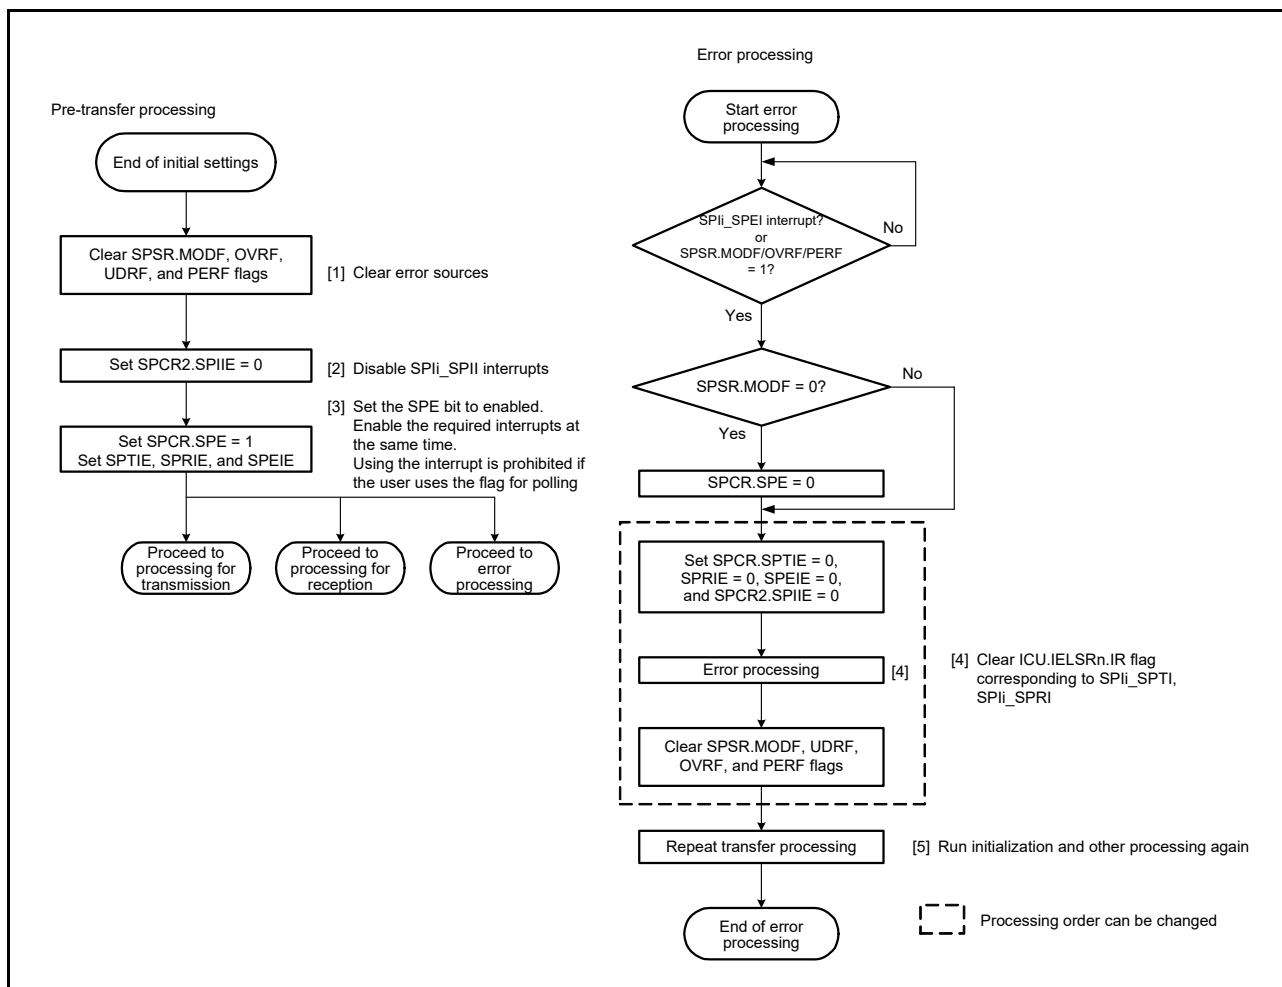 Pre-transfer processing
End of initial settings
Clear SPSR.MODF, OVRF,
UDRF, and PERF flags
[1] Clear error sources
Set SPCR2.SPIIE = 0
[2] Disable SPIi_SPII interrupts
Set SPCR.SPE = 1
Set SPTIE, SPRIE, and SPEIE
[3] Set the SPE bit to enabled.
Enable the required interrupts at
the same time.
Using the interrupt is prohibited if
the user uses the flag for polling
Proceed to
processing for
transmission
Proceed to
processing for
reception
Proceed to
error
processing
Error processing
Start error
processing
SPIi_SPEI interrupt?
or
SPSR.MODF/OVRF/PERF
= 1?
No
Yes
SPSR.MODF = 0?
No
Yes
SPCR.SPE = 0
Set SPCR.SPTIE = 0,
SPRIE = 0, SPEIE = 0,
and SPCR2.SPIIE = 0
Error processing
[4]
[4] Clear ICU.IELSRn.IR flag
corresponding to SPIi_SPTI,
SPIi_SPRI
Clear SPSR.MODF, UDRF,
OVRF, and PERF flags
Repeat transfer processing
[5] Run initialization and other processing again
End of error
processing
Processing order can be changed